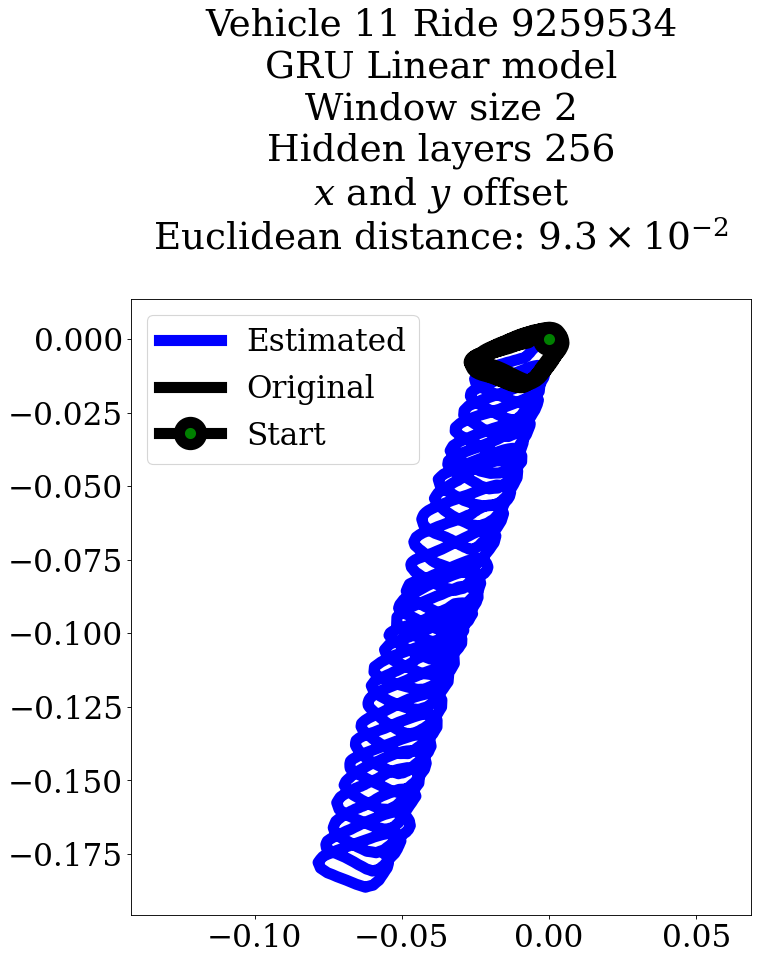 Vehicle 11 Ride 9259534
GRU Linear model
Window size 2
Hidden layers 256
x and y offset
Euclidean distance: 9.3 × 10⁻²
Estimated
Original
Start
0.000
−0.025
−0.050
−0.075
−0.100
−0.125
−0.150
−0.175
−0.10 −0.05 0.00 0.05